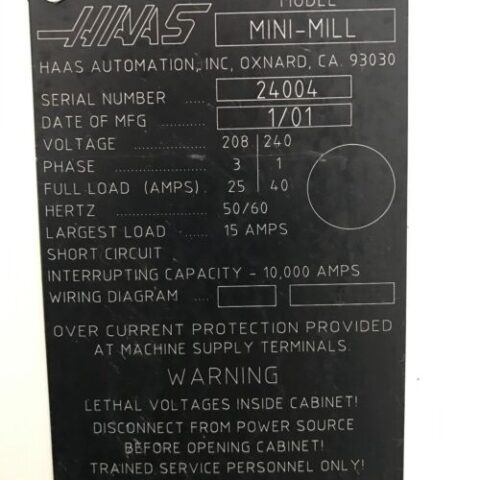 MODEL
HAAS MINI-MILL
HAAS AUTOMATION, INC, OXNARD, CA. 93030
SERIAL NUMBER ..... 24004
DATE OF MFG ........... 1/01
VOLTAGE .................. 208 | 240
PHASE ...................... 3 | 1
FULL LOAD (AMPS) . 25 | 40
HERTZ ...................... 50/60
LARGEST LOAD ........ 15 AMPS
SHORT CIRCUIT
INTERRUPTING CAPACITY - 10,000 AMPS
WIRING DIAGRAM ....
OVER CURRENT PROTECTION PROVIDED
AT MACHINE SUPPLY TERMINALS.
WARNING
LETHAL VOLTAGES INSIDE CABINET!
DISCONNECT FROM POWER SOURCE
BEFORE OPENING CABINET!
TRAINED SERVICE PERSONNEL ONLY!